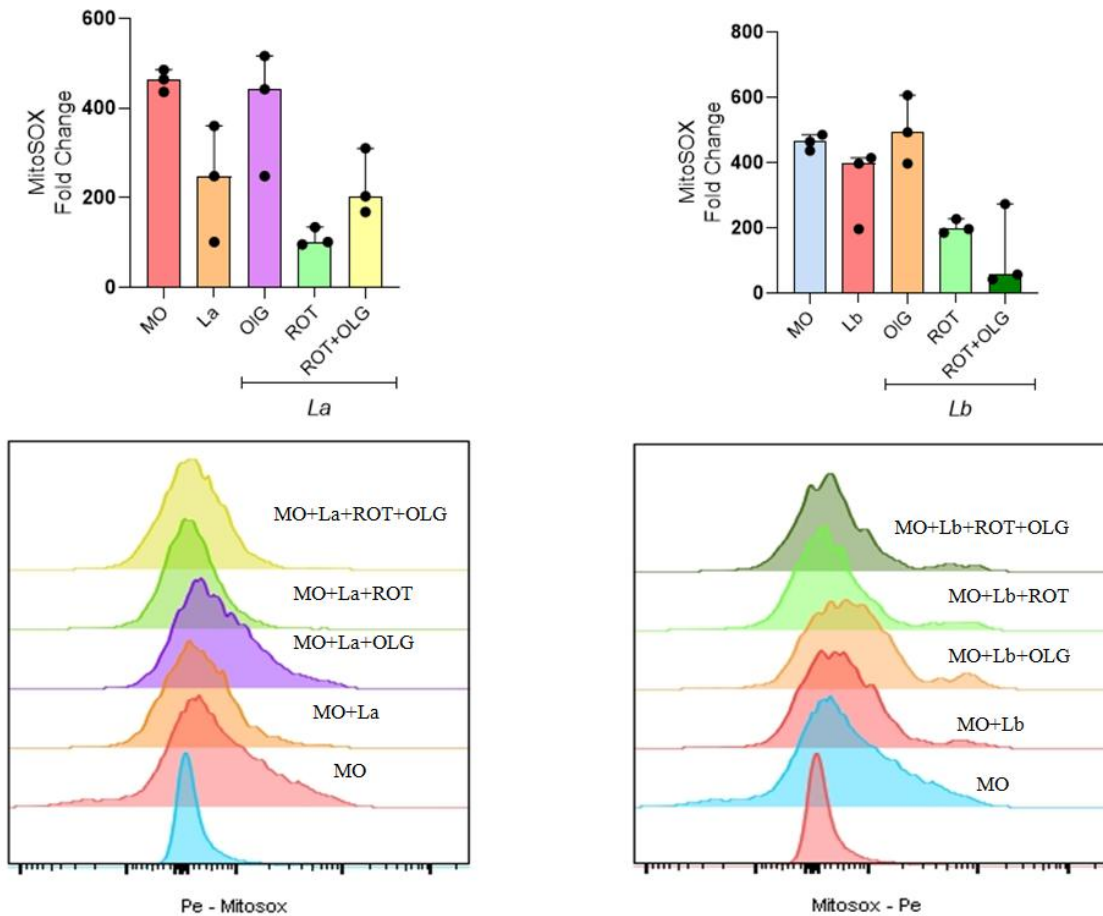 600
400
200
0
MitoSOX
Fold Change
MO
La
OlG
ROT
ROT+OLG
La
800
600
400
200
0
MitoSOX
Fold Change
MO
Lb
OlG
ROT
ROT+OLG
Lb
MO+La+ROT+OLG
MO+La+ROT
MO+La+OLG
MO+La
MO
Pe - Mitosox
MO+Lb+ROT+OLG
MO+Lb+ROT
MO+Lb+OLG
MO+Lb
MO
Mitosox - Pe